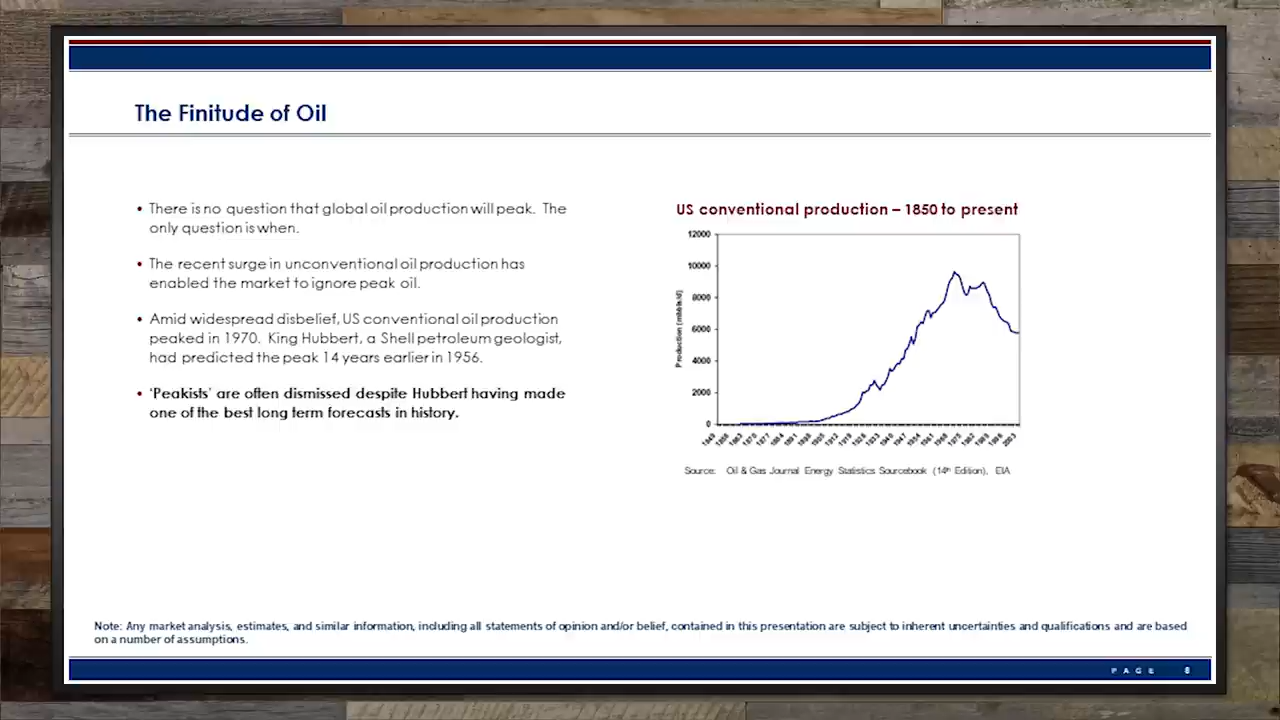 The Finitude of Oil
• There is no question that global oil production will peak. The
only question is when.
• The recent surge in unconventional oil production has
enabled the market to ignore peak oil.
• Amid widespread disbelief, US conventional oil production
peaked in 1970. King Hubbert, a Shell petroleum geologist,
had predicted the peak 14 years earlier in 1956.
• ‘Peakists’ are often dismissed despite Hubbert having made
one of the best long term forecasts in history.
US conventional production – 1850 to present
12000
10000
8000
6000
4000
2000
0
Production (mbbls/d)
Source: Oil & Gas Journal Energy Statistics Sourcebook (14th Edition), EIA
Note: Any market analysis, estimates, and similar information, including all statements of opinion and/or belief, contained in this presentation are subject to inherent uncertainties and qualifications and are based
on a number of assumptions.
PAGE 8